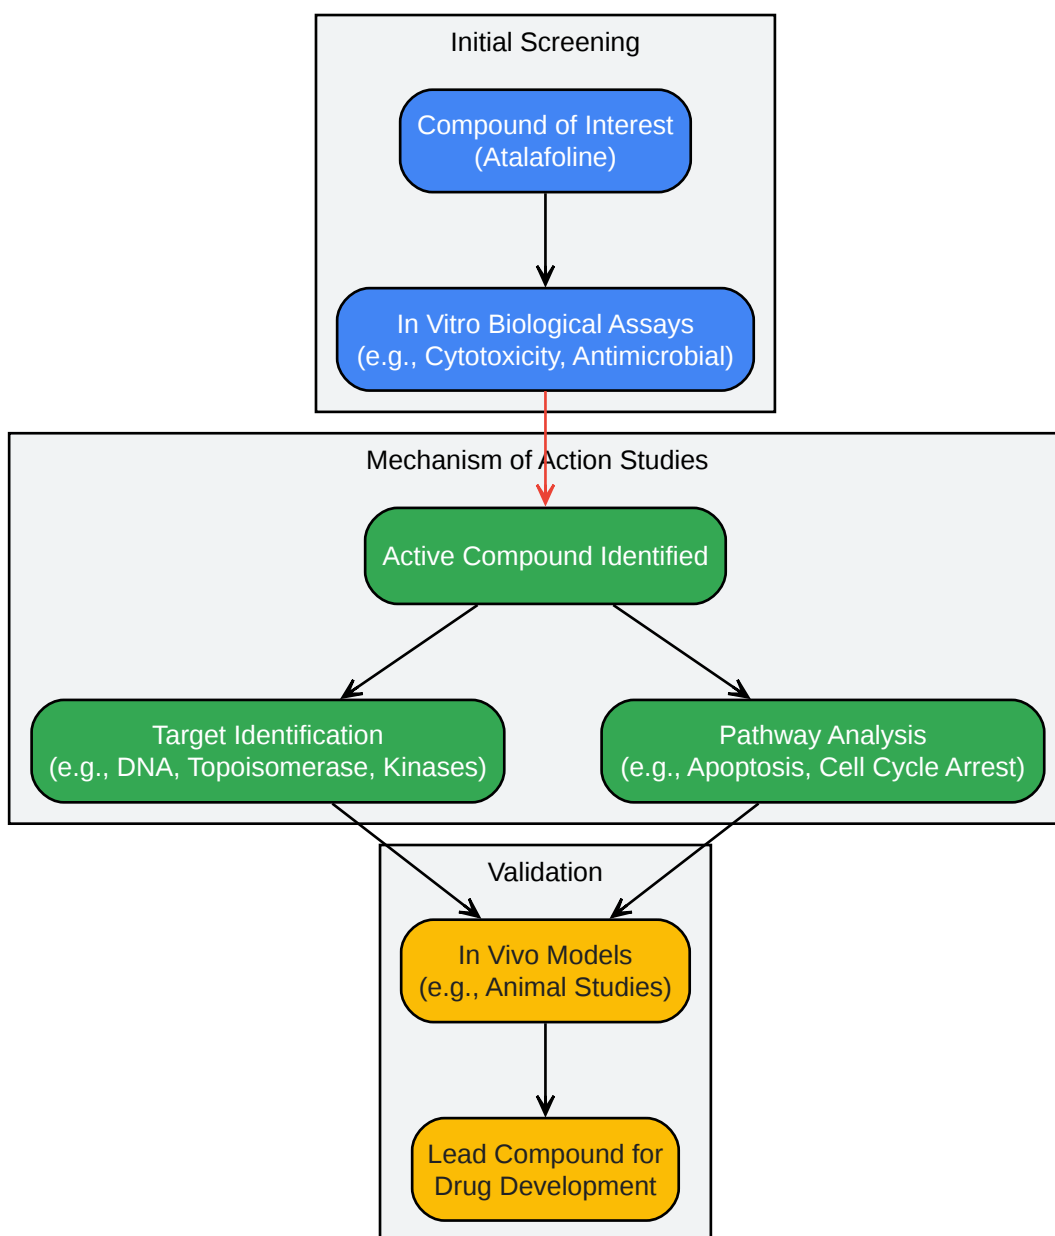 Initial Screening
Compound of Interest
(Atalafoline)
In Vitro Biological Assays
(e.g., Cytotoxicity, Antimicrobial)
Mechanism of Action Studies
Active Compound Identified
Target Identification
(e.g., DNA, Topoisomerase, Kinases)
Pathway Analysis
(e.g., Apoptosis, Cell Cycle Arrest)
Validation
In Vivo Models
(e.g., Animal Studies)
Lead Compound for
Drug Development